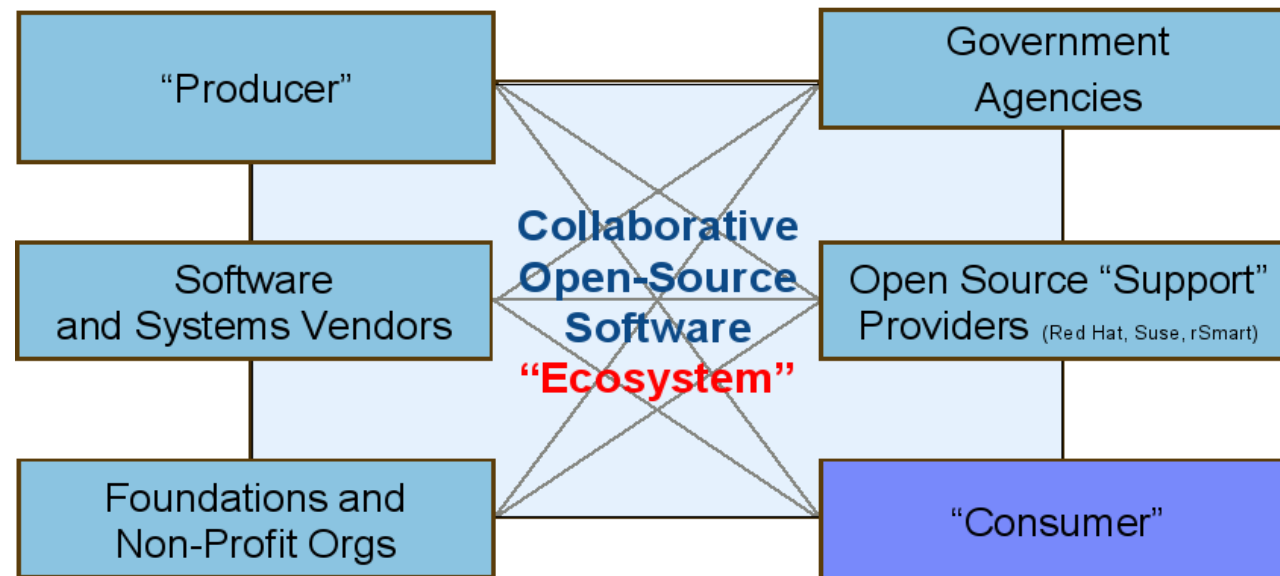 “Producer”
Government
Agencies
Collaborative
Open-Source
Software
“Ecosystem”
Software
and Systems Vendors
Open Source “Support”
Providers (Red Hat, Suse, rSmart)
Foundations and
Non-Profit Orgs
“Consumer”